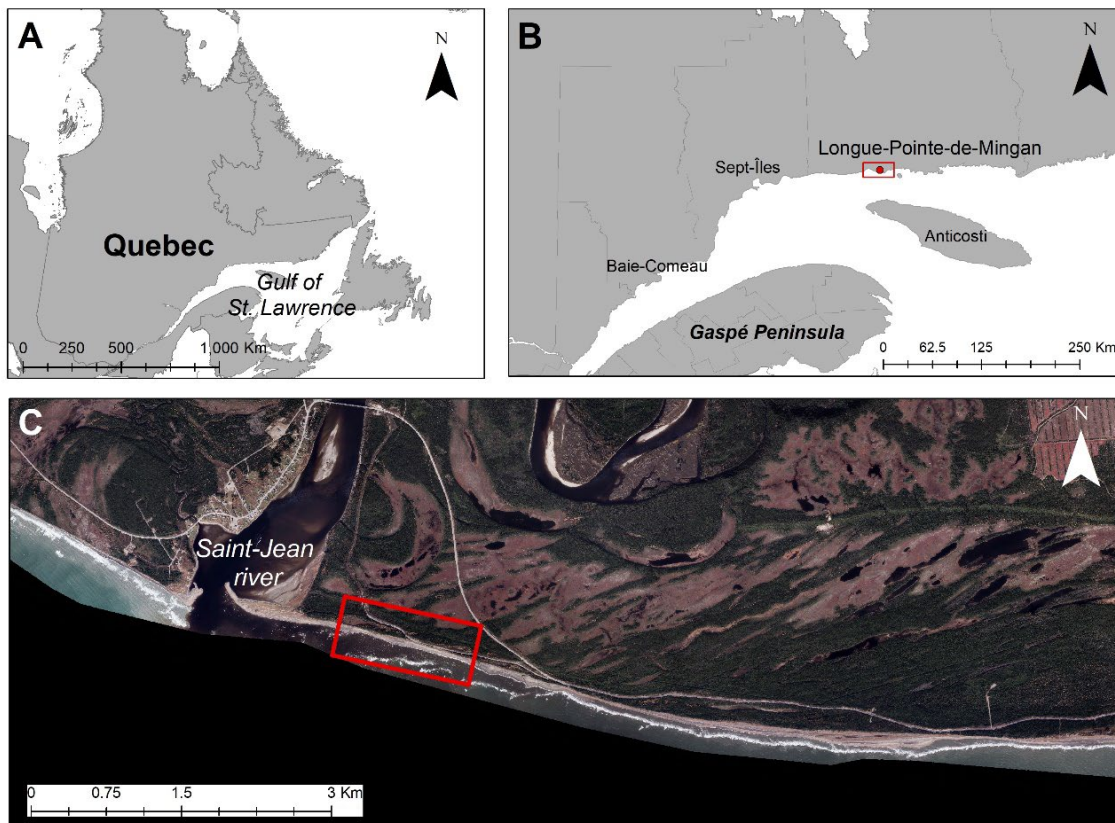 A
N
Quebec
Gulf of
St. Lawrence
0 250 500 1,000 Km
B
N
Longue-Pointe-de-Mingan
Sept-Îles
Anticosti
Baie-Comeau
Gaspé Peninsula
0 62.5 125 250 Km
C
N
Saint-Jean
river
0 0.75 1.5 3 Km